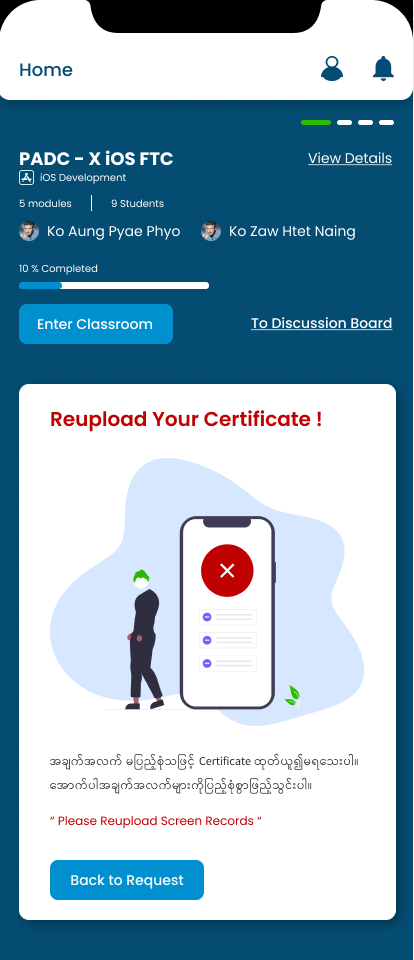 Home
PADC - X iOS FTC
View Details
iOS Development
5 modules
9 Students
Ko Aung Pyae Phyo
Ko Zaw Htet Naing
10 % Completed
Enter Classroom
To Discussion Board
Reupload Your Certificate !
အချက်အလက် မပြည့်စုံသဖြင့် Certificate ထုတ်ယူ၍မရသေးပါ။
အောက်ပါအချက်အလက်များကိုပြည့်စုံစွာဖြည့်သွင်းပါ။
“ Please Reupload Screen Records “
Back to Request